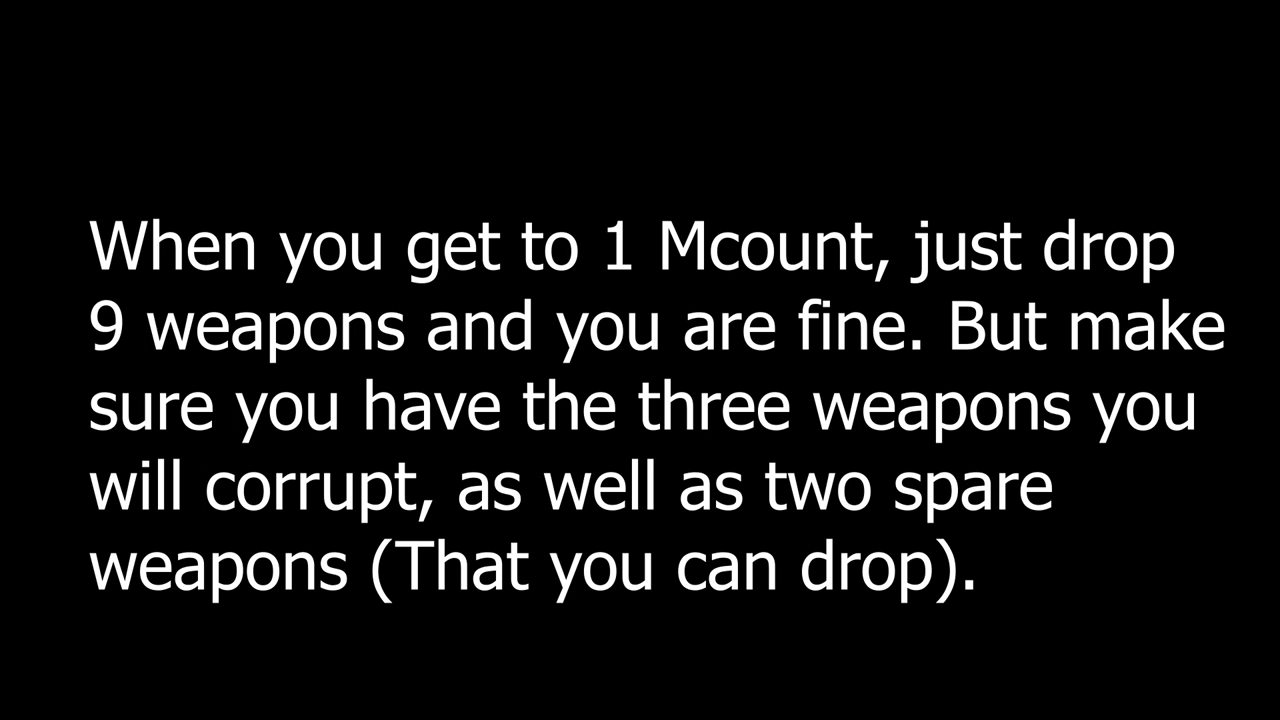 When you get to 1 Mcount, just drop
9 weapons and you are fine. But make
sure you have the three weapons you
will corrupt, as well as two spare
weapons (That you can drop).